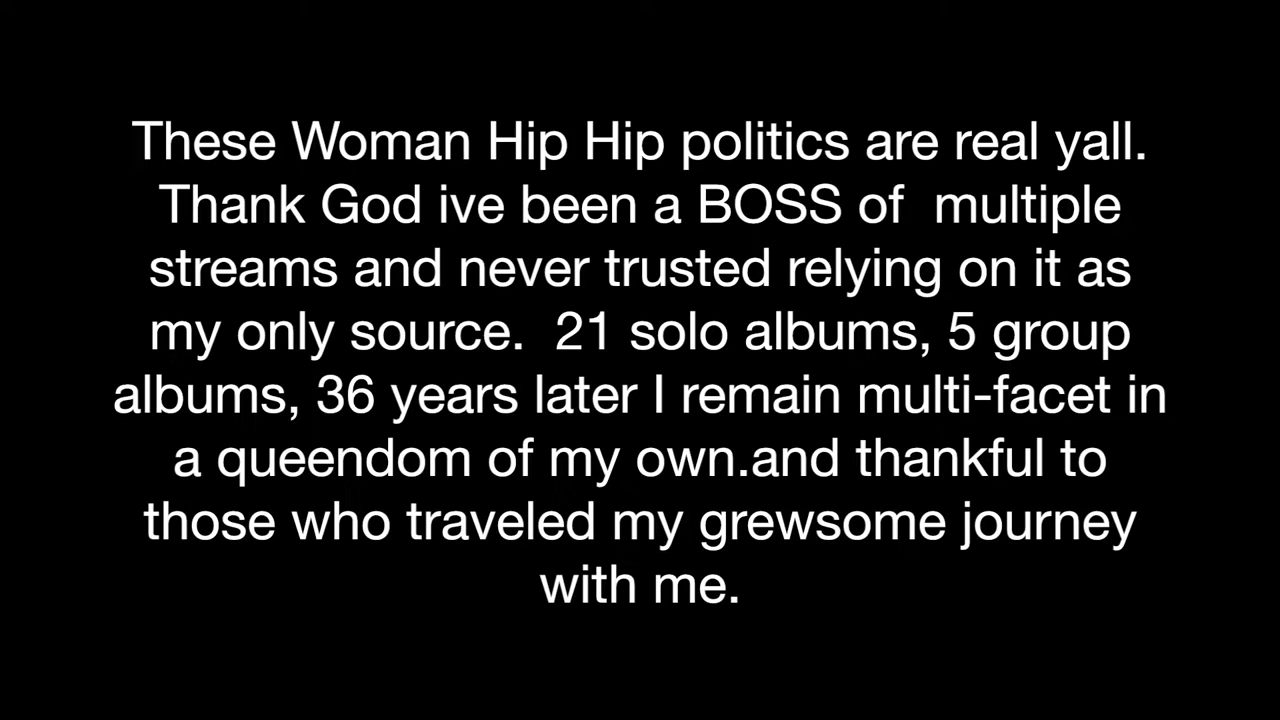 These Woman Hip Hip politics are real yall.
Thank God ive been a BOSS of  multiple
streams and never trusted relying on it as
my only source.  21 solo albums, 5 group
albums, 36 years later I remain multi-facet in
a queendom of my own.and thankful to
those who traveled my grewsome journey
with me.